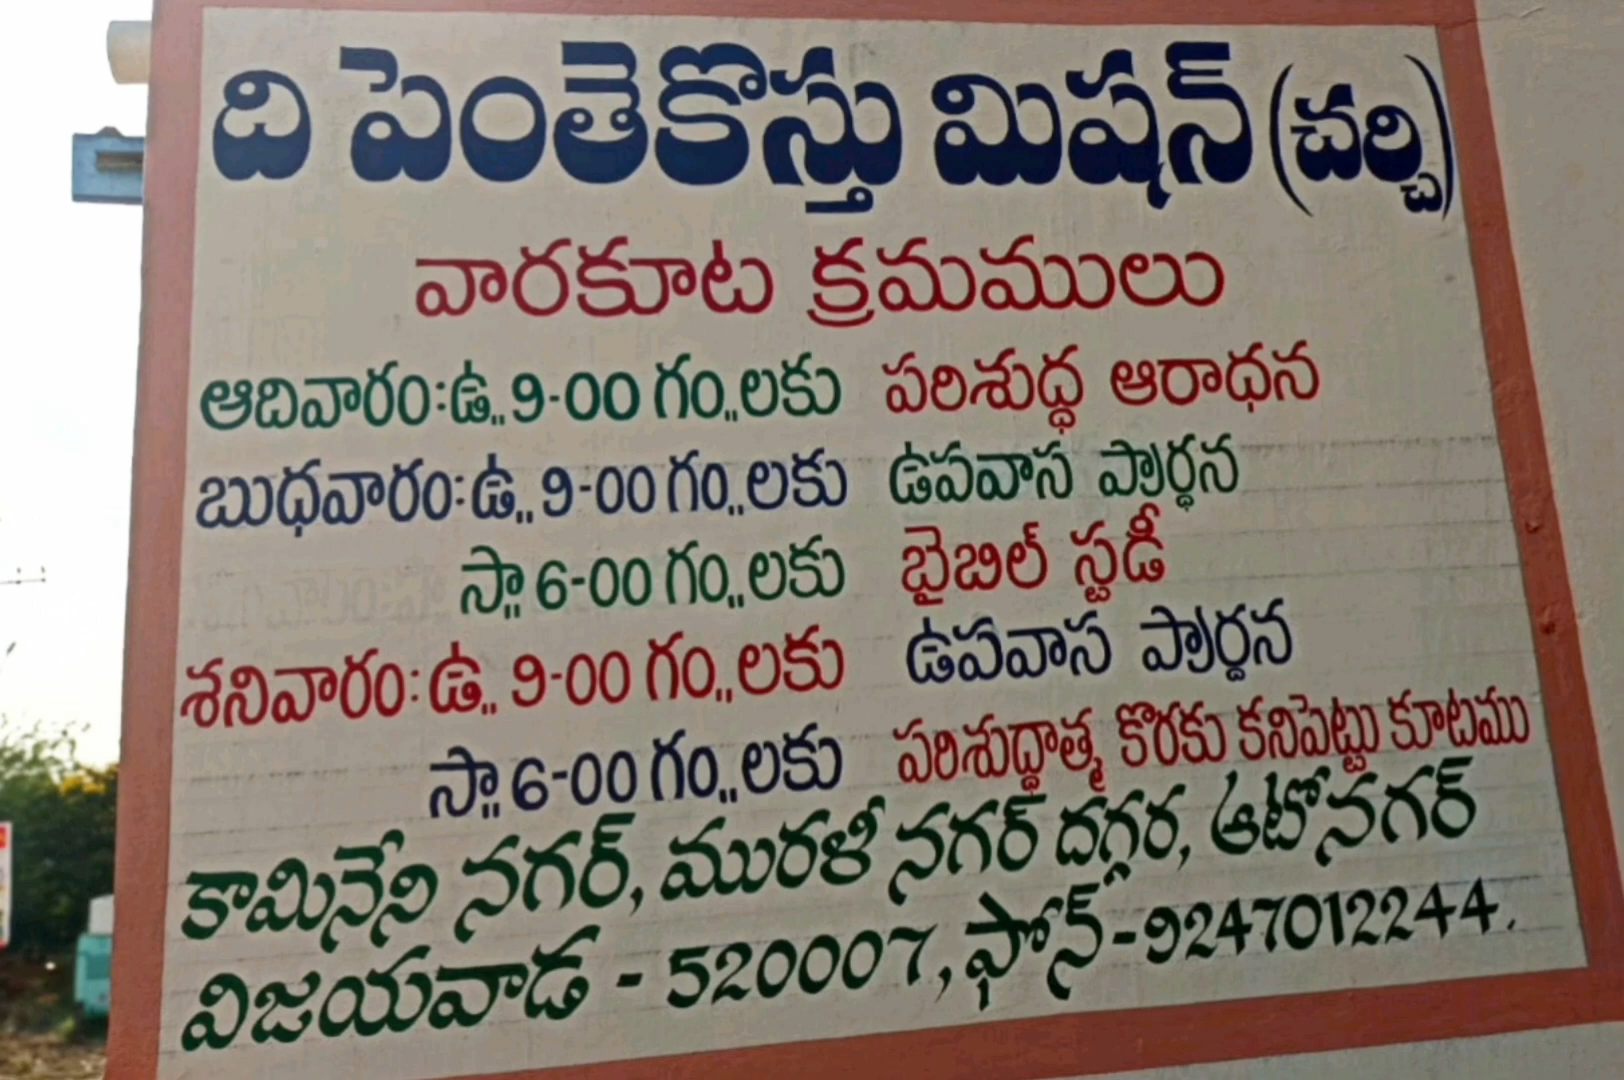 ది పెంతెకొస్తు మిషన్ (చర్చి)
వారకూట క్రమములు
ఆదివారం:ఉ.. 9-00 గం..లకు పరిశుద్ధ ఆరాధన
బుధవారం:ఉ.. 9-00 గం..లకు ఉపవాస ప్రార్ధన
సా.. 6-00 గం..లకు బైబిల్ స్టడీ
శనివారం:ఉ.. 9-00 గం..లకు ఉపవాస ప్రార్ధన
సా.. 6-00 గం..లకు పరిశుద్ధాత్మ కొరకు కనిపెట్టు కూటము
కామినేని నగర్, మురళీ నగర్ దగ్గర, ఆటోనగర్
విజయవాడ - 520007, ఫోన్-9247012244.